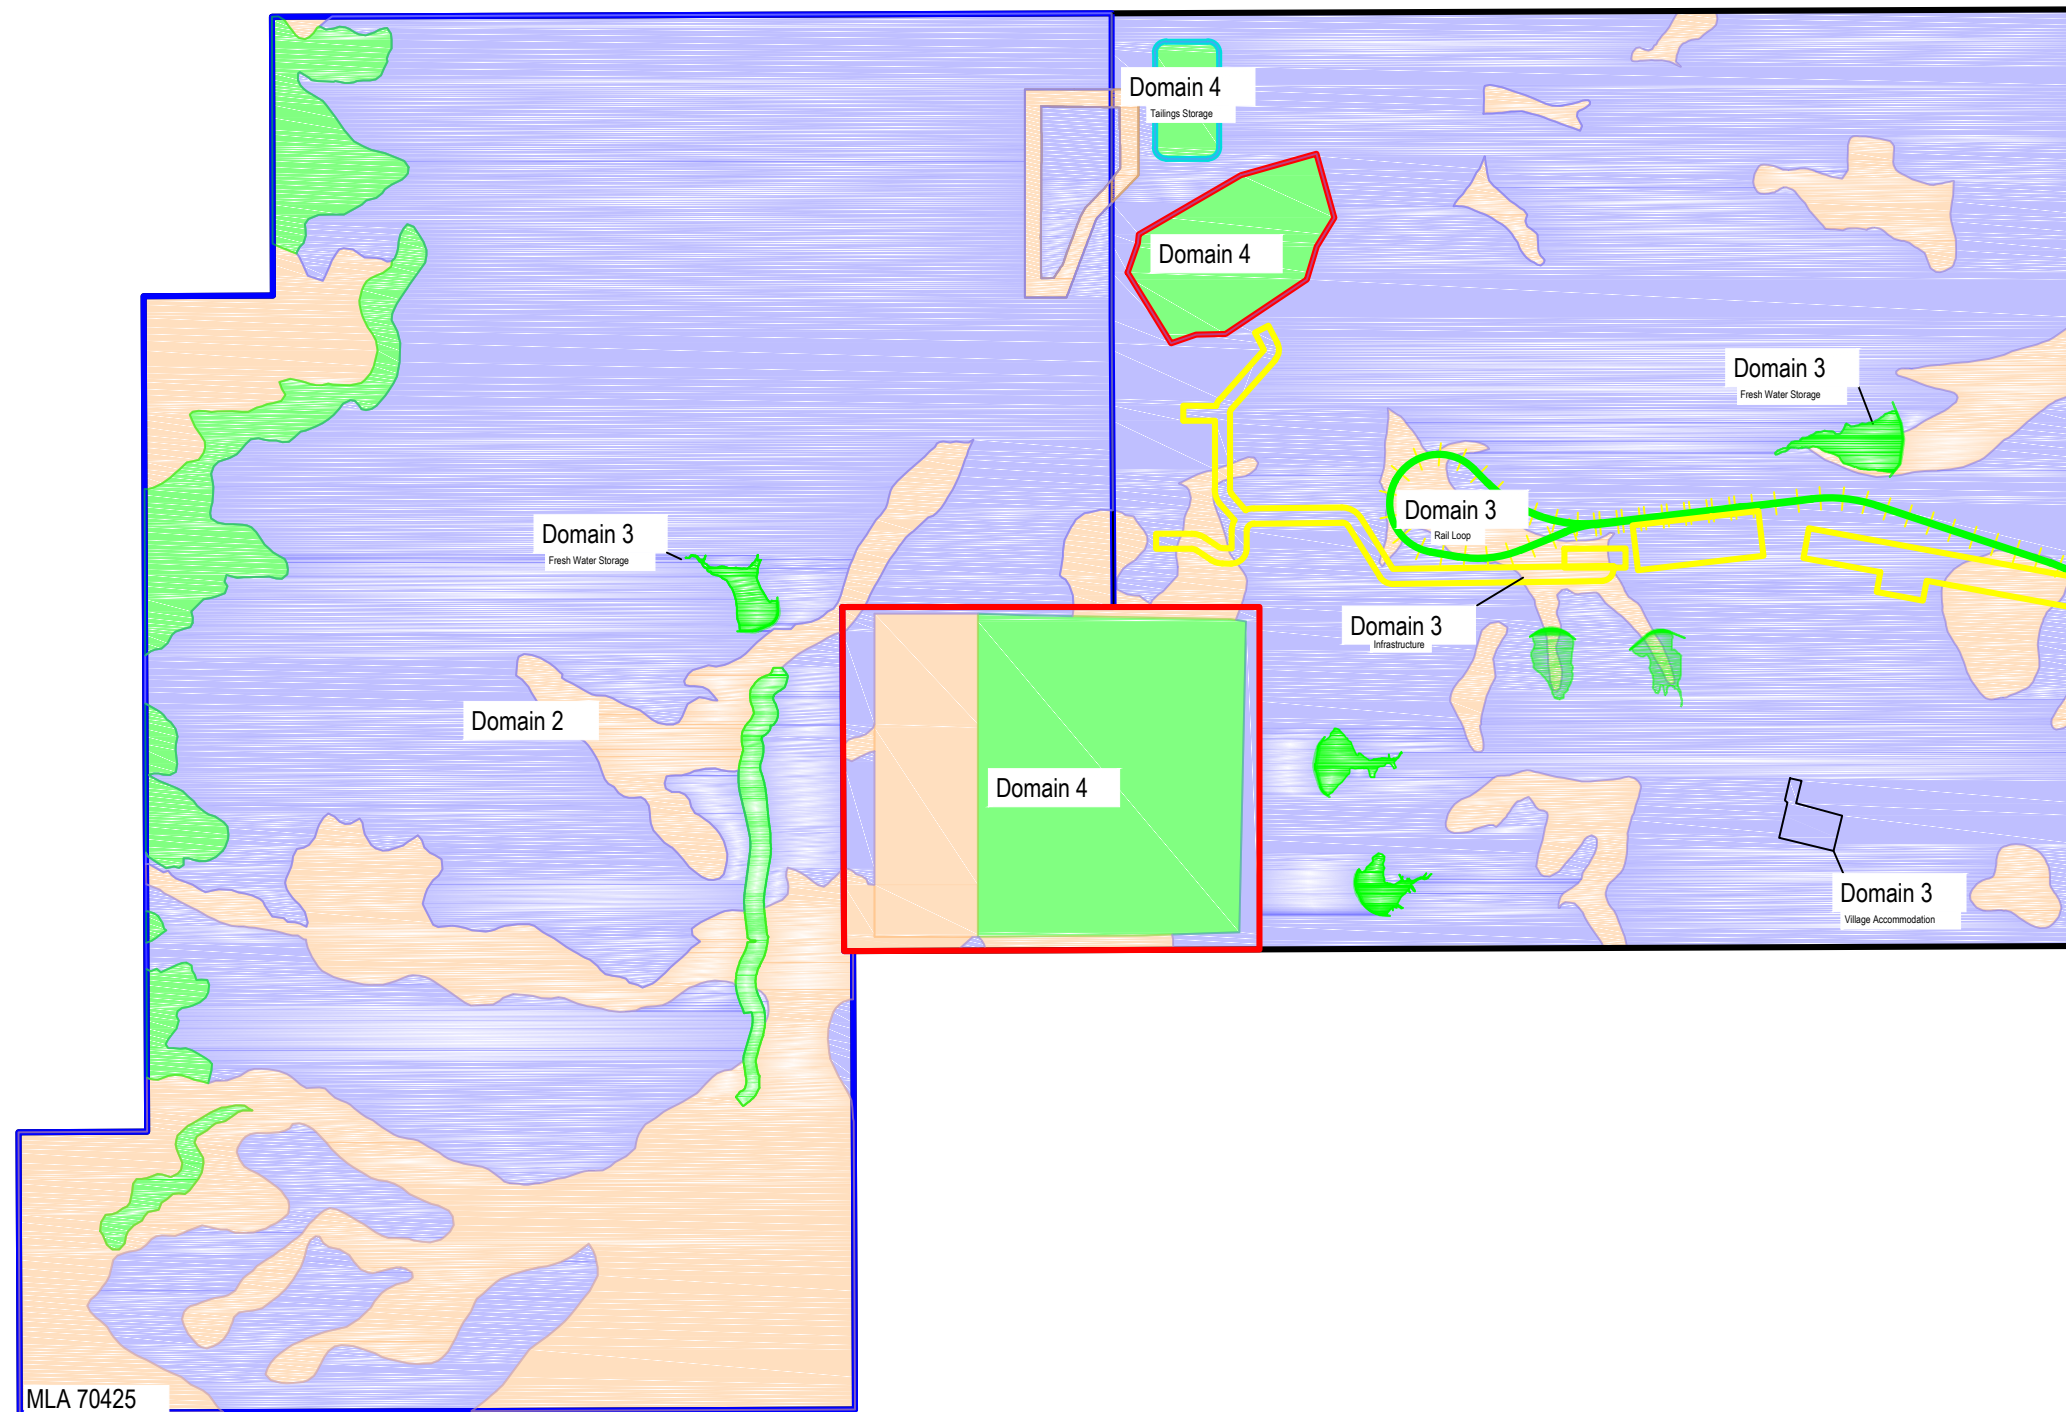 Domain 4
Tailings Storage
Domain 4
Domain 3
Fresh Water Storage
Domain 3
Rail Loop
Domain 3
Fresh Water Storage
Domain 3
Infrastructure
Domain 2
Domain 4
Domain 3
Village Accommodation
MLA 70425